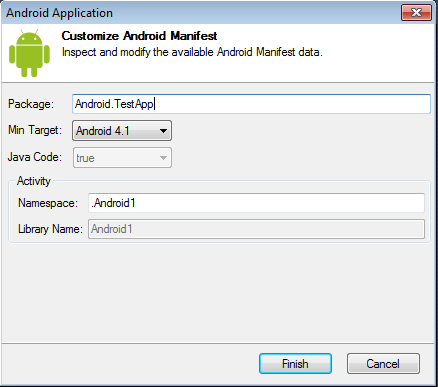 Android Application
Customize Android Manifest
Inspect and modify the available Android Manifest data.
Package: Android.TestApp
Min Target: Android 4.1
Java Code: true
Activity
Namespace: .Android1
Library Name: Android1
Finish Cancel